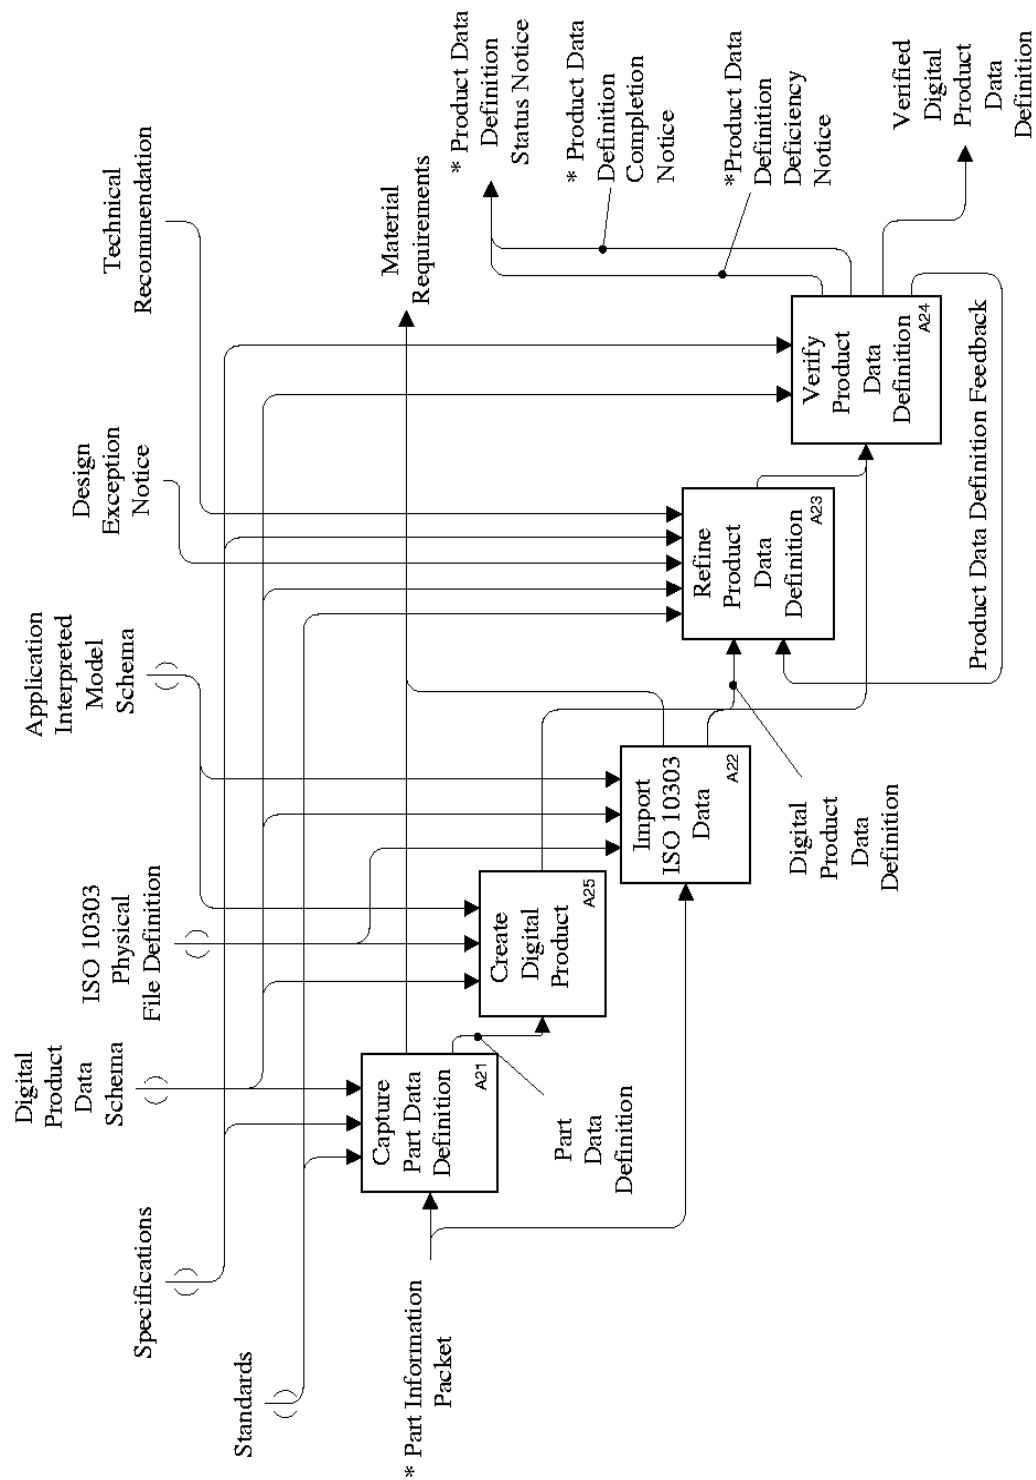 Standards
Specifications
Digital
Product
Data
Schema
ISO 10303
Physical
File Definition
Application
Interpreted
Model
Schema
Design
Exception
Notice
Technical
Recommendation
* Part Information
Packet
Capture
Part Data
Definition
A21
Part
Data
Definition
Create
Digital
Product
A25
Import
ISO 10303
Data
A22
Digital
Product
Data
Definition
Refine
Product
Data
Definition
A23
Verify
Product
Data
Definition
A24
Product Data Definition Feedback
Material
Requirements
* Product Data
Definition
Status Notice
* Product Data
Definition
Completion
Notice
*Product Data
Definition
Deficiency
Notice
Verified
Digital
Product
Data
Definition